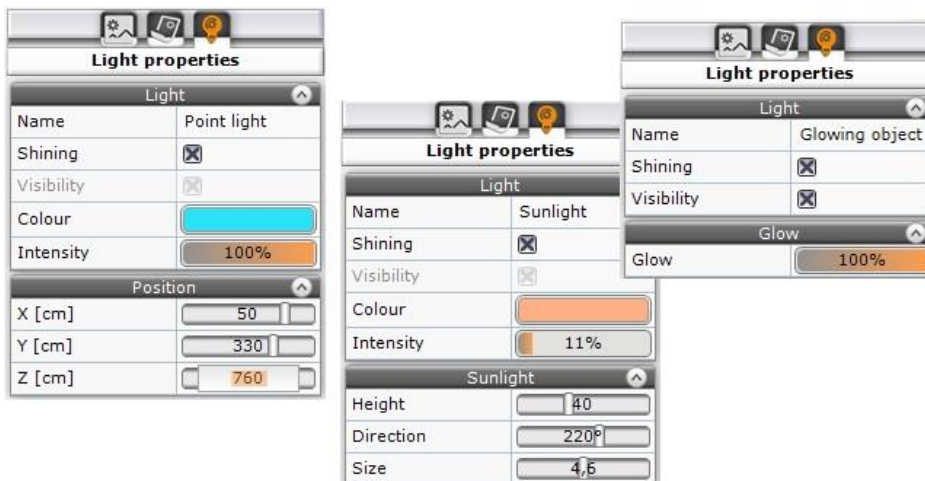 Light properties
Light
Name Point light
Shining
Visibility
Colour
Intensity 100%
Position
X [cm] 50
Y [cm] 330
Z [cm] 760
Light properties
Light
Name Sunlight
Shining
Visibility
Colour
Intensity 11%
Sunlight
Height 40
Direction 220°
Size 4,6
Light properties
Light
Name Glowing object
Shining
Visibility
Glow
Glow 100%